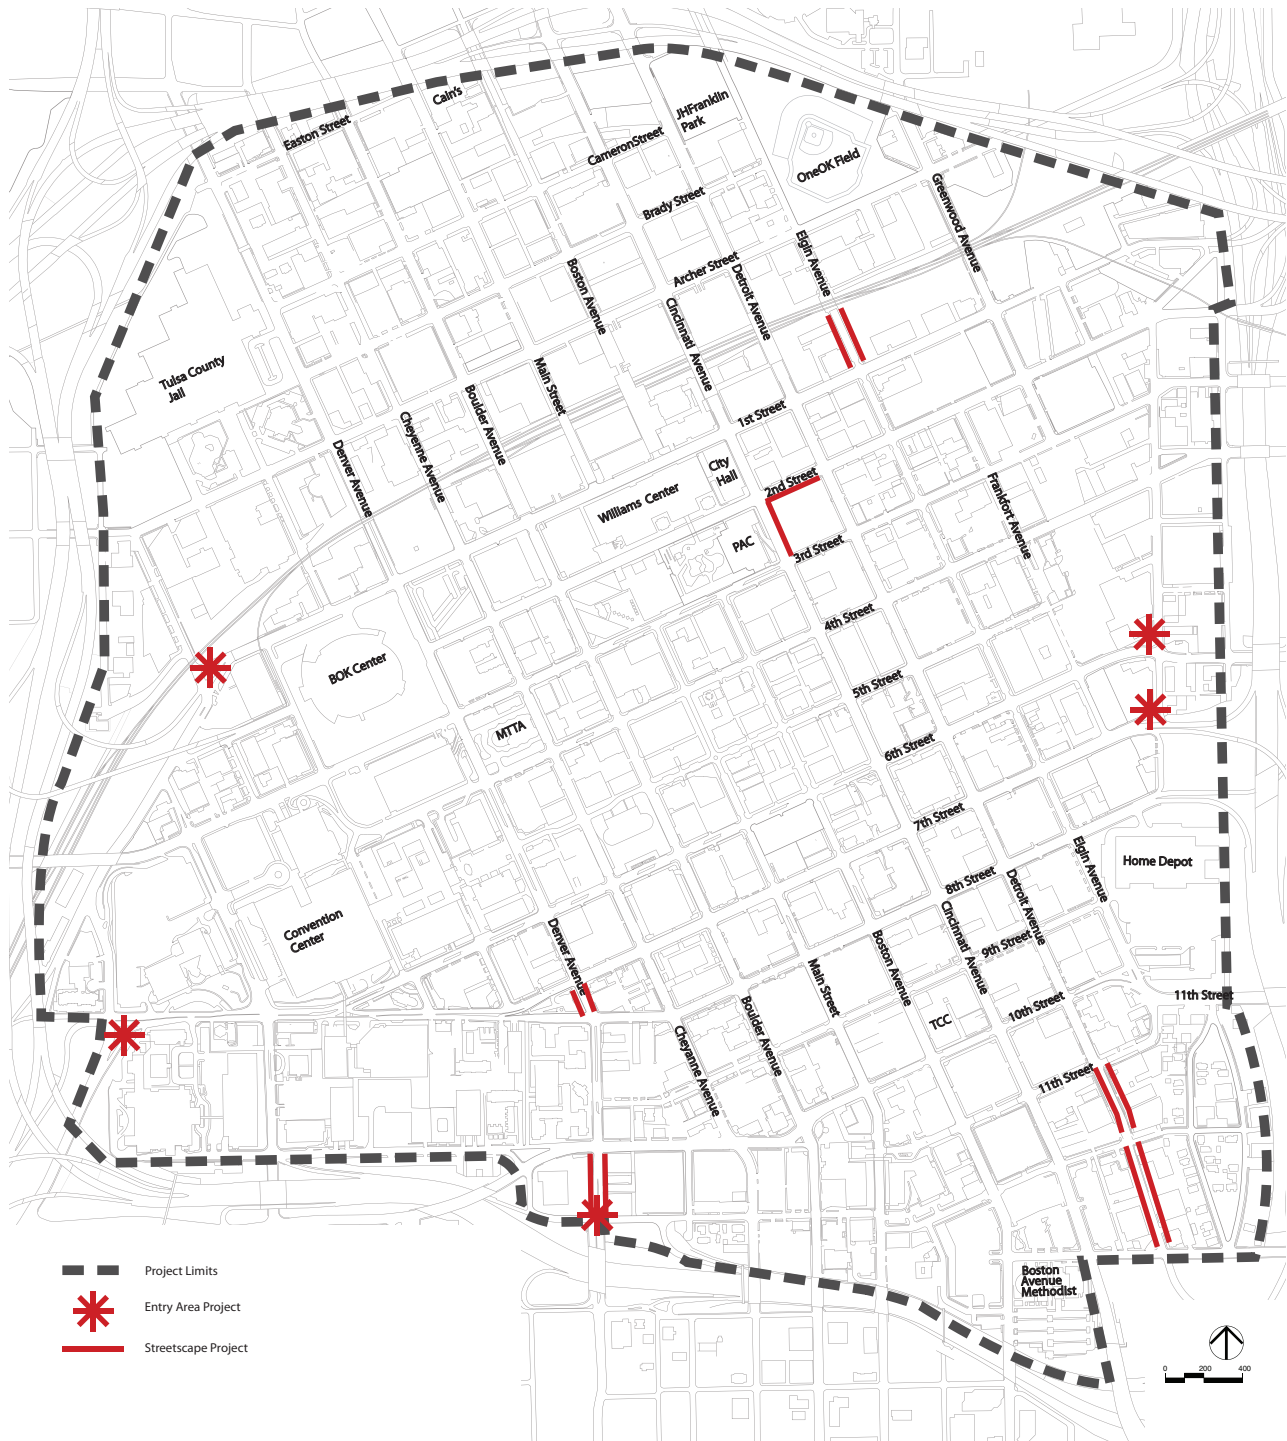 Cain's
JHFranklin
Park
Easton Street
CameronStreet
OneOK Field
Brady Street
Greenwood Avenue
Elgin Avenue
Archer Street
Boston Avenue
Detroit Avenue
Cincinnati Avenue
Tulsa County
Jail
Main Street
Boulder Avenue
Cheyenne Avenue
1st Street
Denver Avenue
City
Hall
2nd Street
Williams Center
Frankfort Avenue
PAC
3rd Street
4th Street
BOK Center
5th Street
MTTA
6th Street
7th Street
Elgin Avenue
Home Depot
8th Street
Detroit Avenue
Convention
Center
Denver Avenue
Cincinnati Avenue
9th Street
Boston Avenue
Main Street
11th Street
Boulder Avenue
10th Street
TCC
Cheyanne Avenue
11th Street
Boston
Avenue
Methodist
Project Limits
Entry Area Project
Streetscape Project
0 200 400